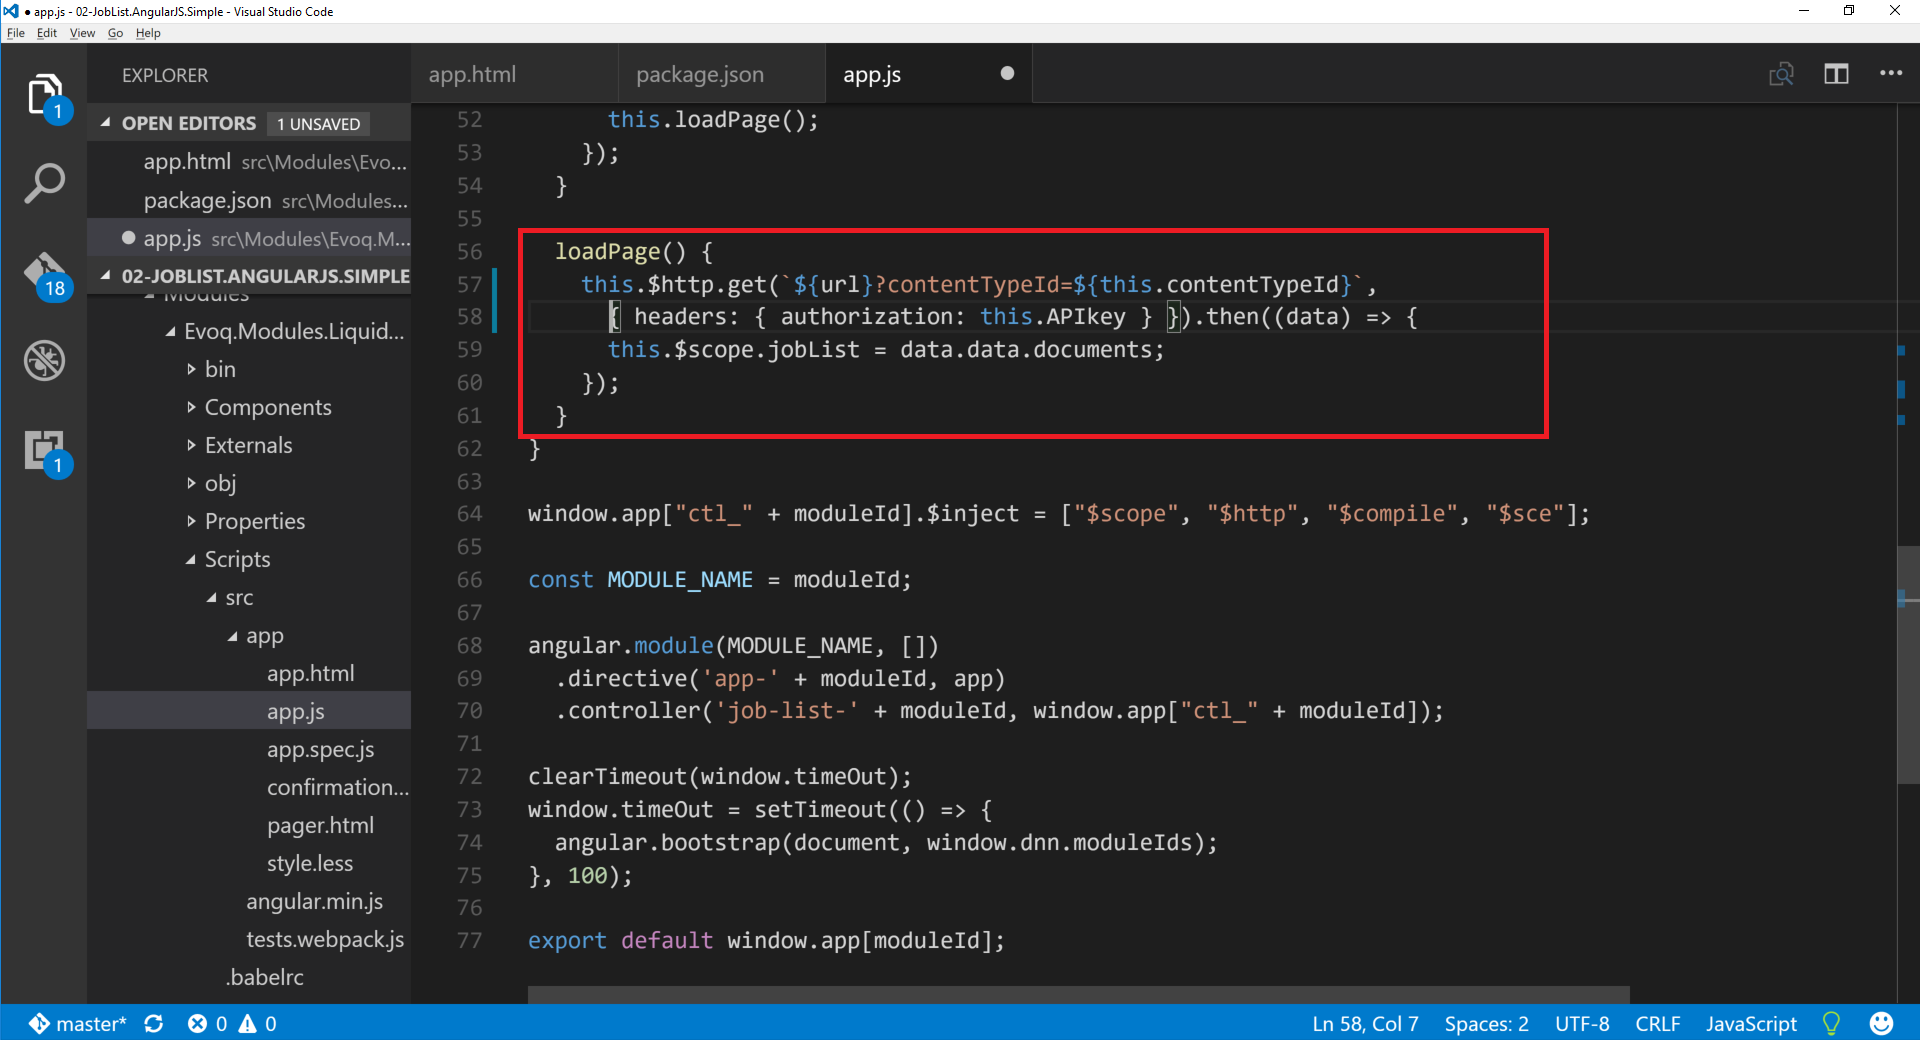 ● app.js - 02-JobList.AngularJS.Simple - Visual Studio Code
File Edit View Go Help
EXPLORER
app.html package.json app.js
OPEN EDITORS 1 UNSAVED
app.html src\Modules\Evo...
package.json src\Modules...
app.js src\Modules\Evoq.M...
02-JOBLIST.ANGULARJS.SIMPLE
Modules
Evoq.Modules.Liquid...
bin
Components
Externals
obj
Properties
Scripts
src
app
app.html
app.js
app.spec.js
confirmation...
pager.html
style.less
angular.min.js
tests.webpack.js
.babelrc
1
18
1
52 this.loadPage();
53 });
54 }
55
56 loadPage() {
57 this.$http.get(`${url}?contentTypeId=${this.contentTypeId}`,
58 { headers: { authorization: this.APIkey } }).then((data) => {
59 this.$scope.jobList = data.data.documents;
60 });
61 }
62 }
63
64 window.app["ctl_" + moduleId].$inject = ["$scope", "$http", "$compile", "$sce"];
65
66 const MODULE_NAME = moduleId;
67
68 angular.module(MODULE_NAME, [])
69 .directive('app-' + moduleId, app)
70 .controller('job-list-' + moduleId, window.app["ctl_" + moduleId]);
71
72 clearTimeout(window.timeOut);
73 window.timeOut = setTimeout(() => {
74 angular.bootstrap(document, window.dnn.moduleIds);
75 }, 100);
76
77 export default window.app[moduleId];
master* 0 0 Ln 58, Col 7 Spaces: 2 UTF-8 CRLF JavaScript